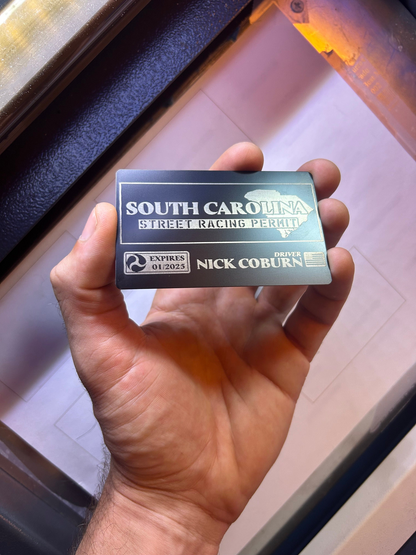 SOUTH CAROLINA
STREET RACING PERMIT
EXPIRES
01/2025
DRIVER
NICK COBURN